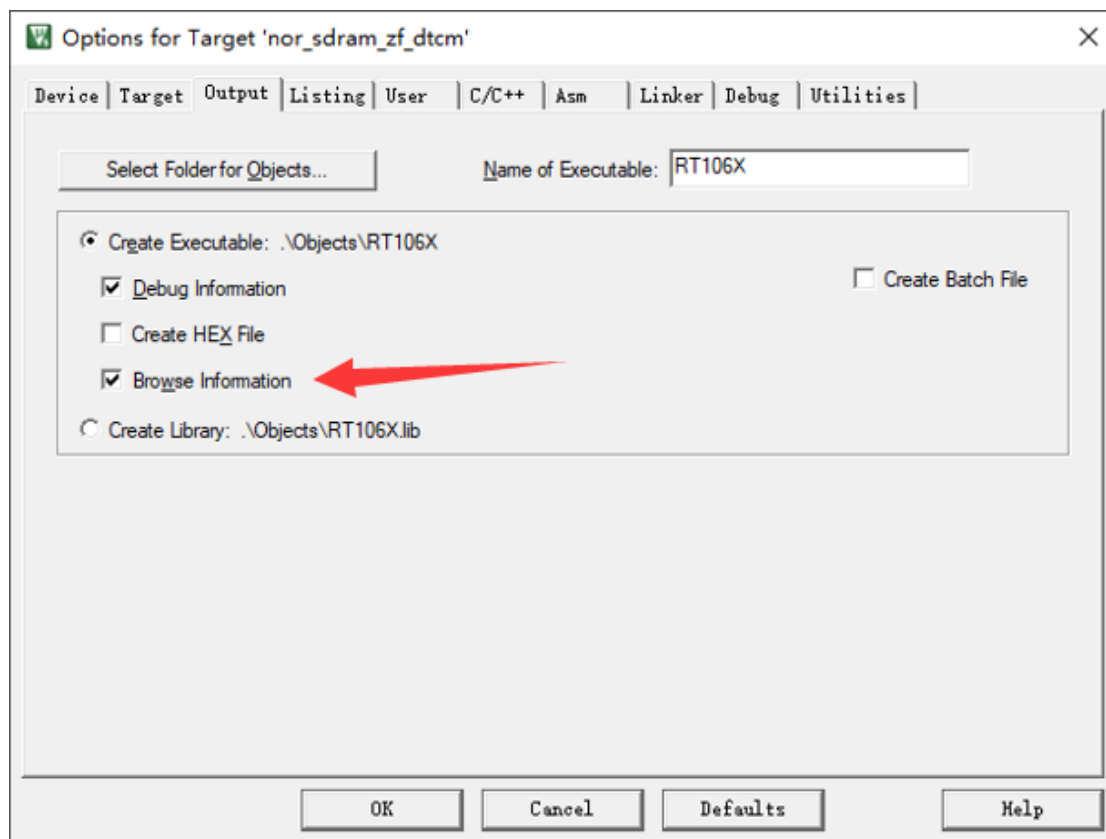 Options for Target 'nor_sdram_zf_dtcm'
Device Target Output Listing User C/C++ Asm Linker Debug Utilities
Select Folder for Objects... Name of Executable: RT106X
Create Executable: .\Objects\RT106X
Debug Information Create Batch File
Create HEX File
Browse Information
Create Library: .\Objects\RT106X.lib
OK Cancel Defaults Help